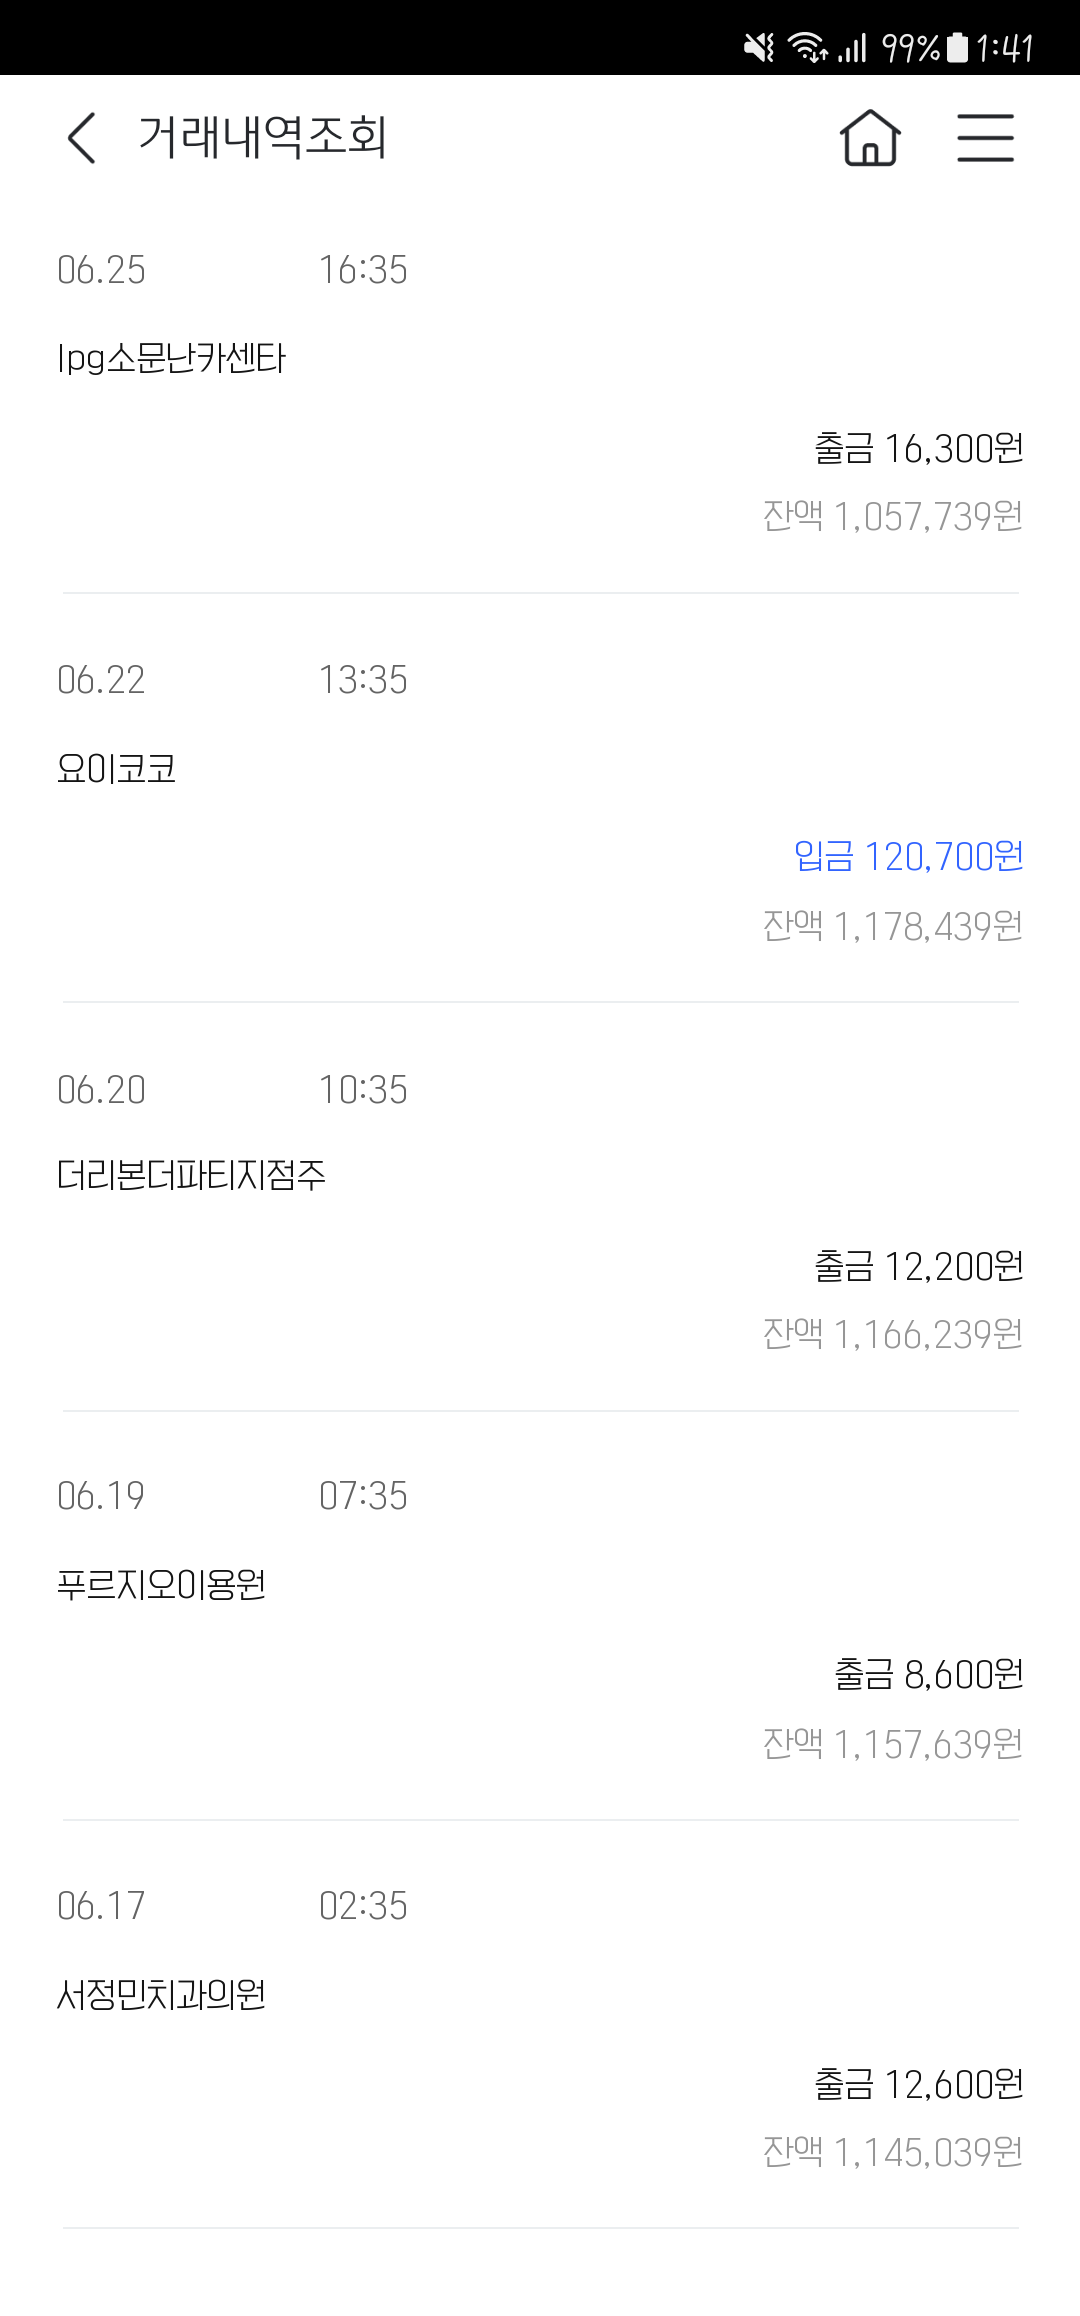 99% 1:41
거래내역조회
06.25 16:35
lpg소문난카센타
출금 16,300원
잔액 1,057,739원
06.22 13:35
요이코코
입금 120,700원
잔액 1,178,439원
06.20 10:35
더리본더파티지점주
출금 12,200원
잔액 1,166,239원
06.19 07:35
푸르지오이용원
출금 8,600원
잔액 1,157,639원
06.17 02:35
서정민치과의원
출금 12,600원
잔액 1,145,039원